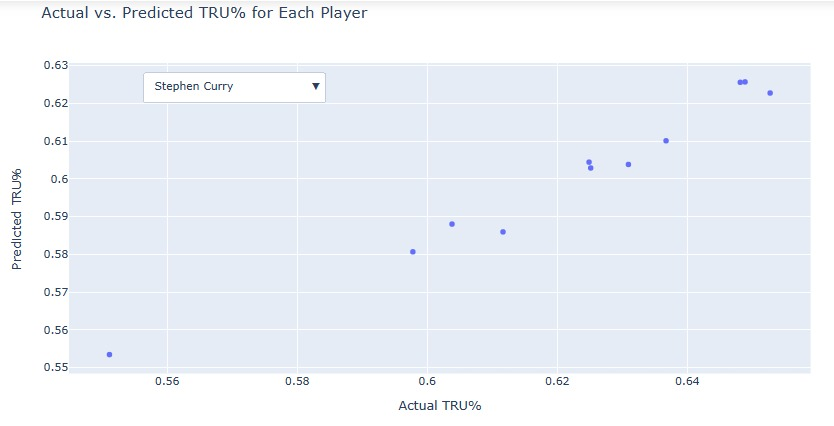 Actual vs. Predicted TRU% for Each Player
0.63
Stephen Curry ▼
0.62
0.61
0.6
0.59
0.58
0.57
0.56
0.55
Predicted TRU%
0.56 0.58 0.6 0.62 0.64
Actual TRU%